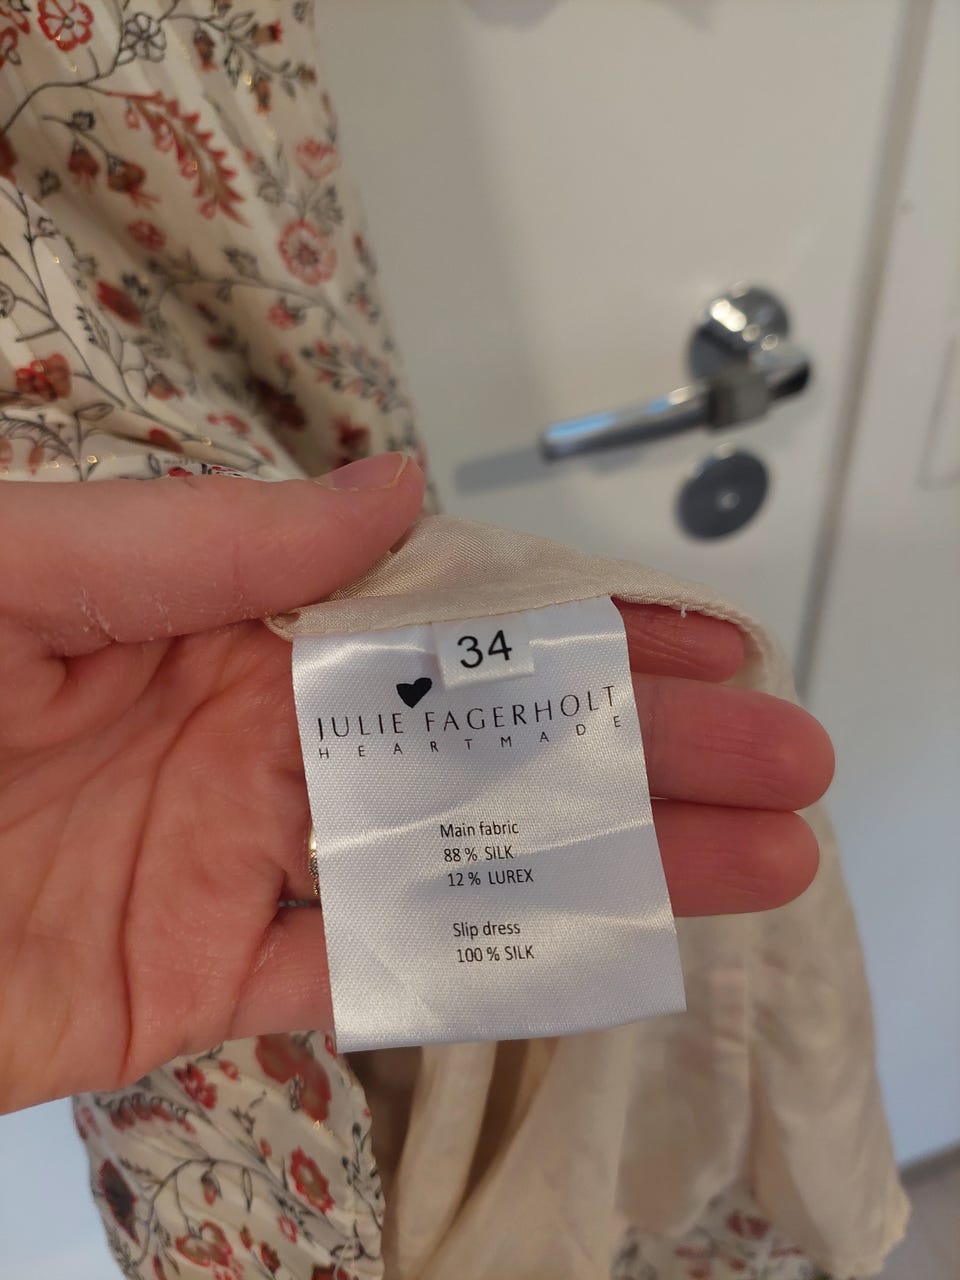 34
JULIE FAGERHOLT
HEARTMADE
Main fabric
88 % SILK
12 % LUREX
Slip dress
100 % SILK